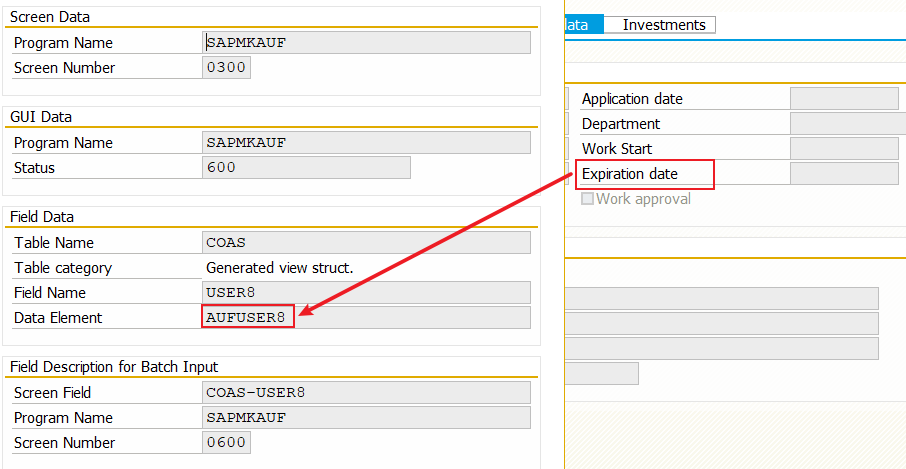 Screen Data
Program Name SAPMKAUF
Screen Number 0300
GUI Data
Program Name SAPMKAUF
Status 600
Field Data
Table Name COAS
Table category Generated view struct.
Field Name USER8
Data Element AUFUSER8
Field Description for Batch Input
Screen Field COAS-USER8
Program Name SAPMKAUF
Screen Number 0600
ata Investments
Application date
Department
Work Start
Expiration date
Work approval